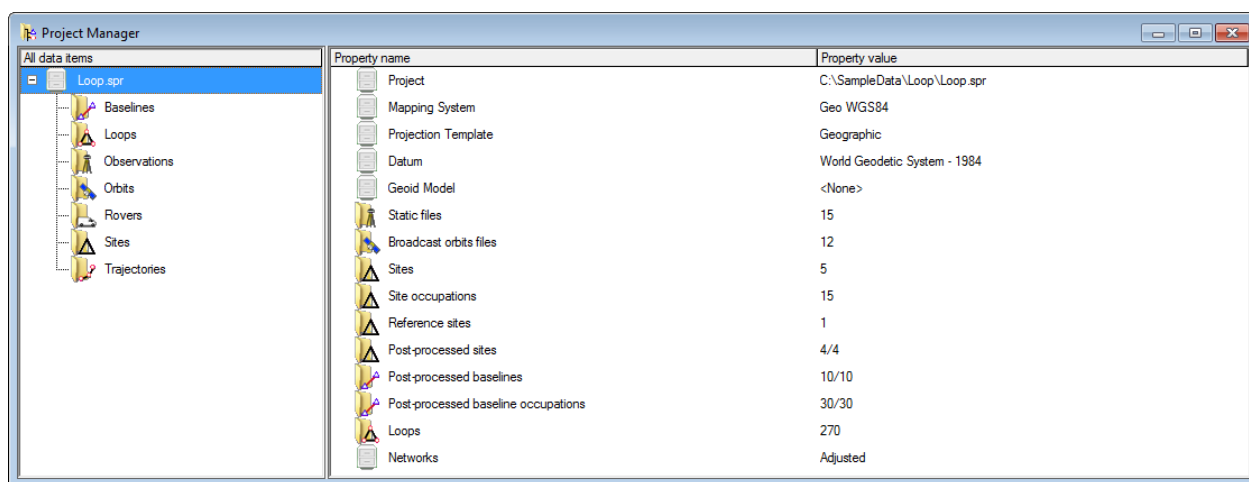 Project Manager
All data items
Property name Property value
Loop.spr
Baselines
Loops
Observations
Orbits
Rovers
Sites
Trajectories
Project C:\SampleData\Loop\Loop.spr
Mapping System Geo WGS84
Projection Template Geographic
Datum World Geodetic System - 1984
Geoid Model <None>
Static files 15
Broadcast orbits files 12
Sites 5
Site occupations 15
Reference sites 1
Post-processed sites 4/4
Post-processed baselines 10/10
Post-processed baseline occupations 30/30
Loops 270
Networks Adjusted